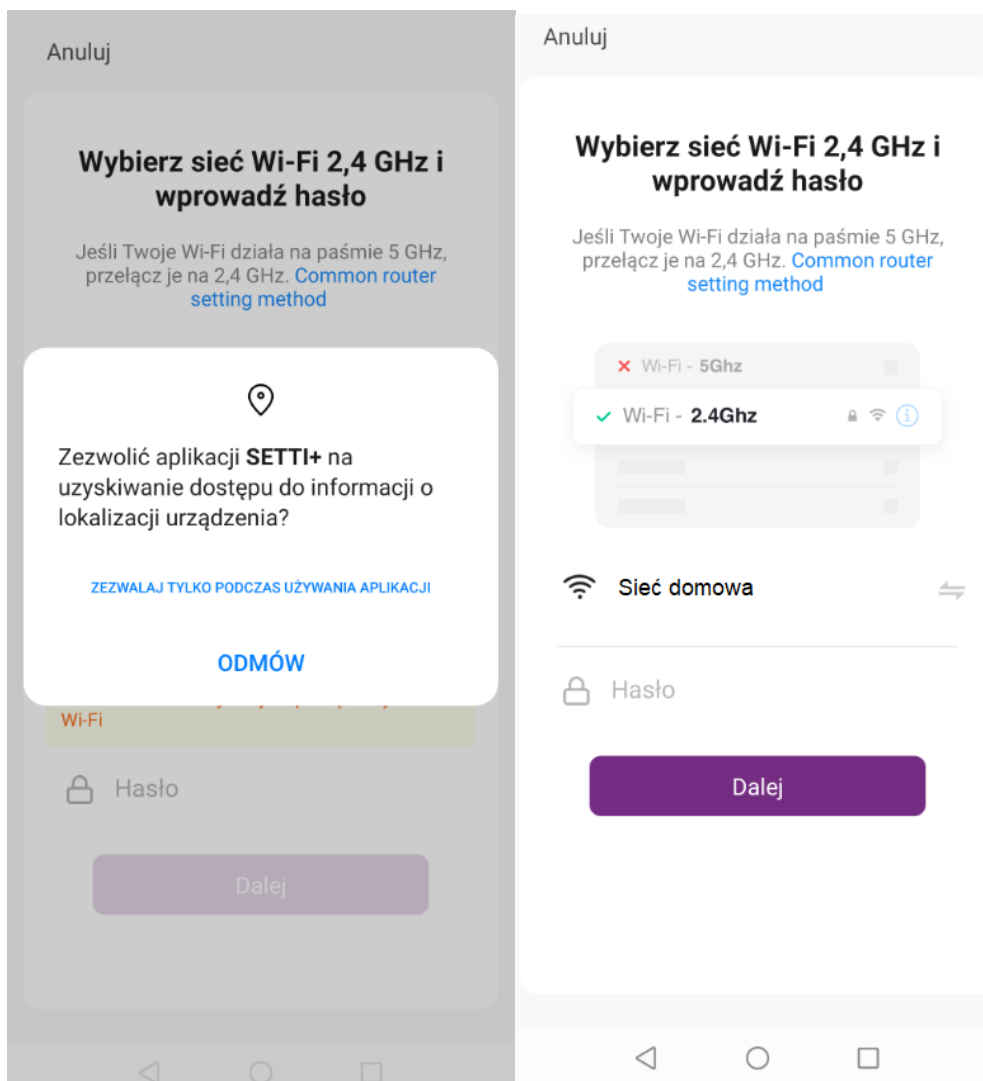 Anuluj
Wybierz sieć Wi-Fi 2,4 GHz i
wprowadź hasło
Jeśli Twoje Wi-Fi działa na paśmie 5 GHz,
przełącz je na 2,4 GHz. Common router
setting method
Zezwolić aplikacji SETTI+ na
uzyskiwanie dostępu do informacji o
lokalizacji urządzenia?
ZEZWALAJ TYLKO PODCZAS UŻYWANIA APLIKACJI
ODMÓW
Wi-Fi
Hasło
Dalej
Anuluj
Wybierz sieć Wi-Fi 2,4 GHz i
wprowadź hasło
Jeśli Twoje Wi-Fi działa na paśmie 5 GHz,
przełącz je na 2,4 GHz. Common router
setting method
Wi-Fi - 5Ghz
Wi-Fi - 2.4Ghz
Sieć domowa
Hasło
Dalej